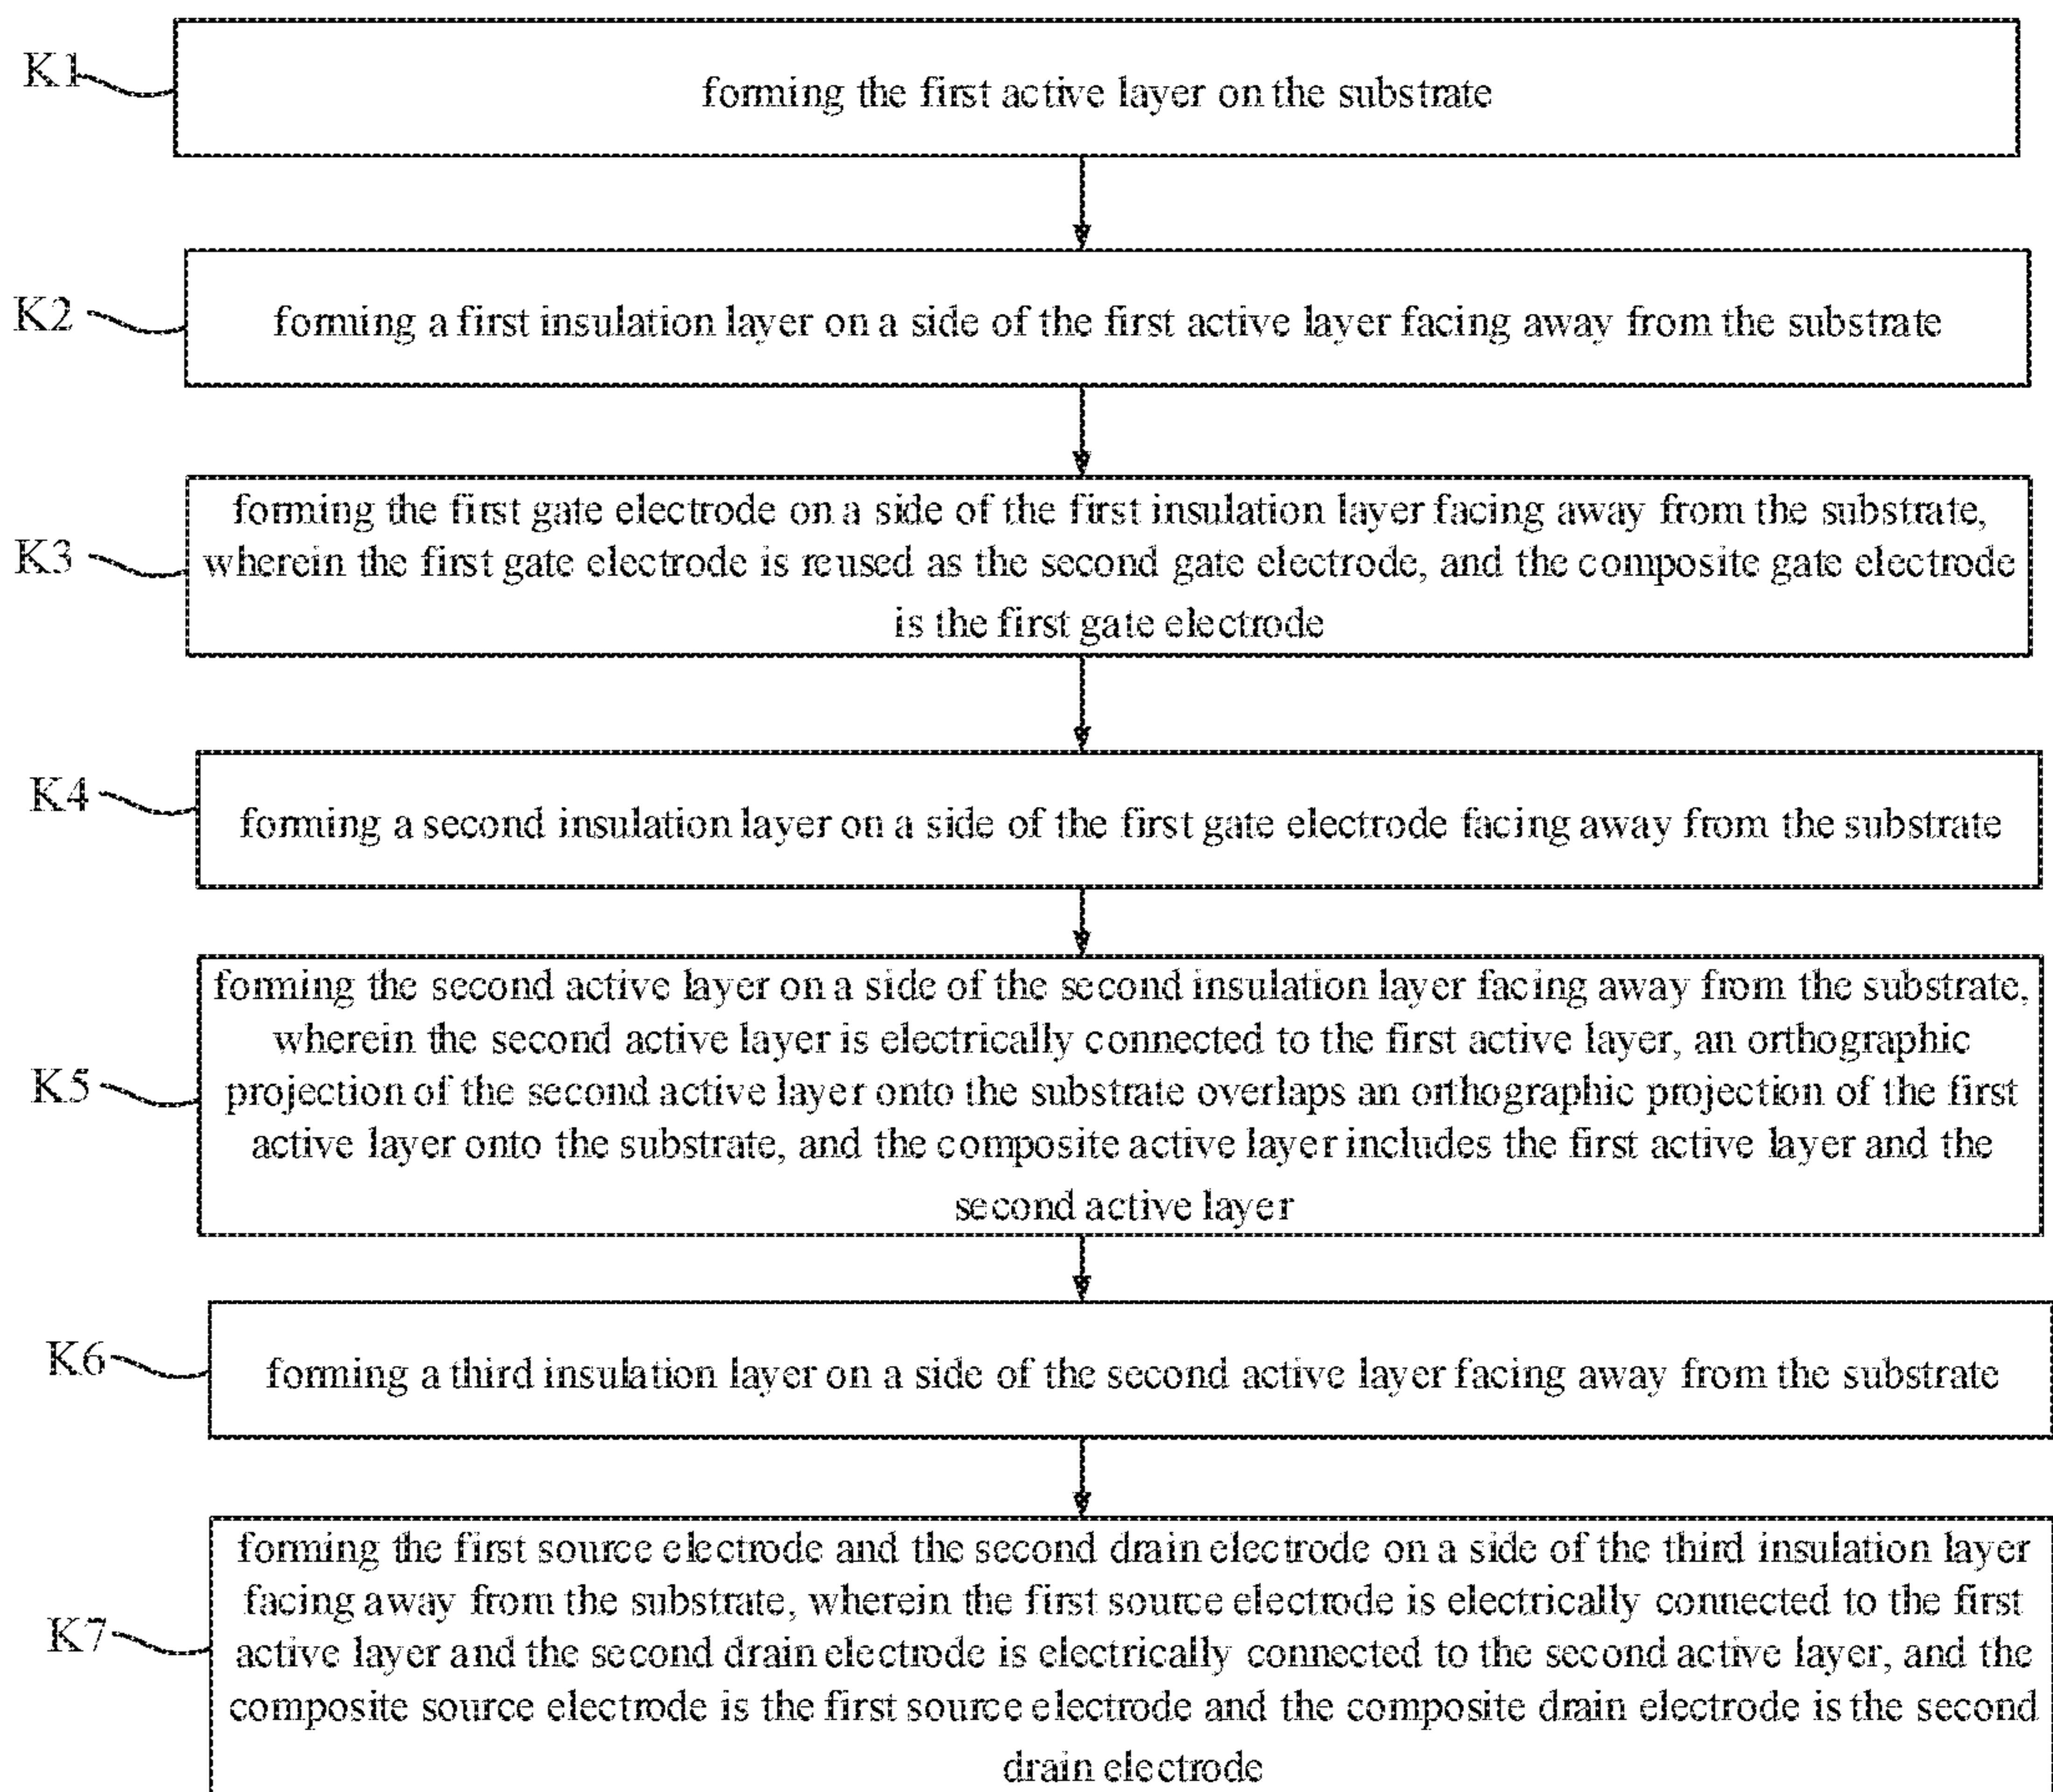 K1
forming the first active layer on the substrate
K2
forming a first insulation layer on a side of the first active layer facing away from the substrate
K3
forming the first gate electrode on a side of the first insulation layer facing away from the substrate,
wherein the first gate electrode is reused as the second gate electrode, and the composite gate electrode
is the first gate electrode
K4
forming a second insulation layer on a side of the first gate electrode facing away from the substrate
K5
forming the second active layer on a side of the second insulation layer facing away from the substrate,
wherein the second active layer is electrically connected to the first active layer, an orthographic
projection of the second active layer onto the substrate overlaps an orthographic projection of the first
active layer onto the substrate, and the composite active layer includes the first active layer and the
second active layer
K6
forming a third insulation layer on a side of the second active layer facing away from the substrate
K7
forming the first source electrode and the second drain electrode on a side of the third insulation layer
facing away from the substrate, wherein the first source electrode is electrically connected to the first
active layer and the second drain electrode is electrically connected to the second active layer, and the
composite source electrode is the first source electrode and the composite drain electrode is the second
drain electrode